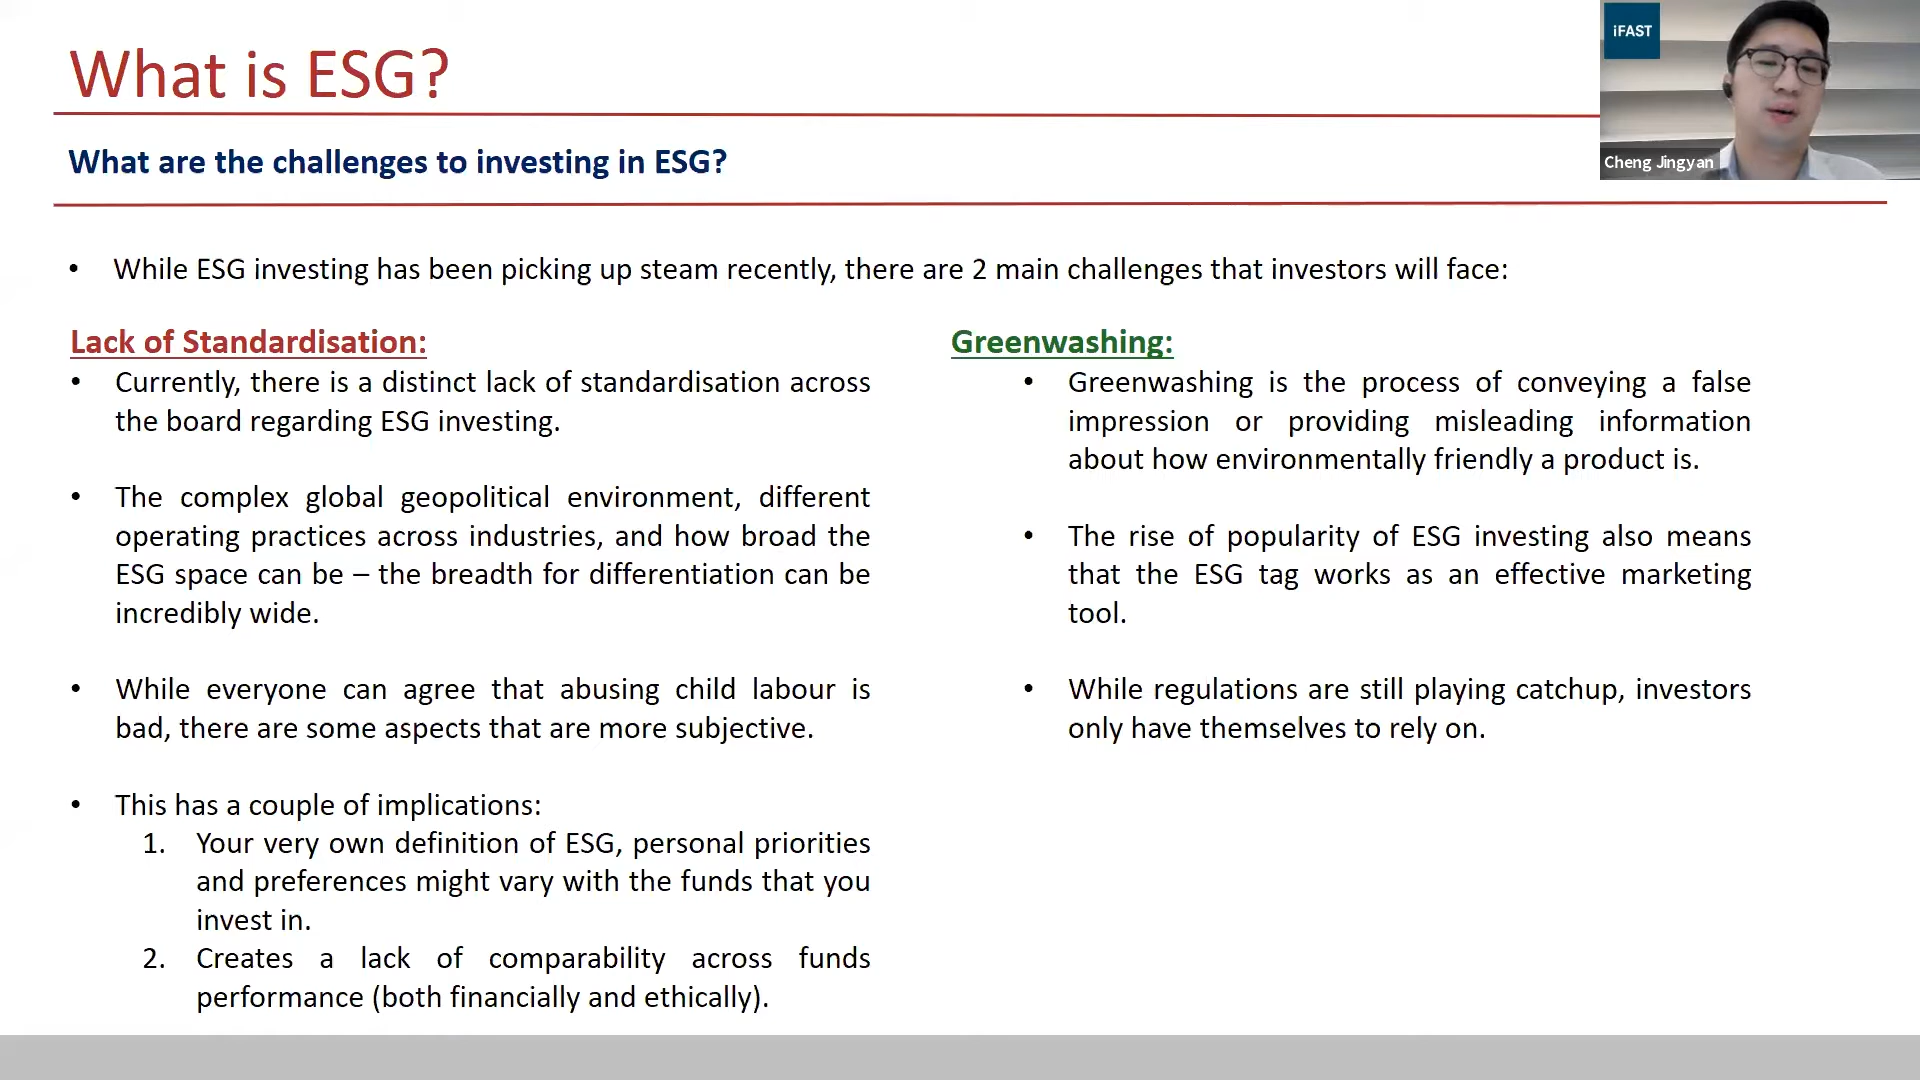 What is ESG?
iFAST
Cheng Jingyan
What are the challenges to investing in ESG?
• While ESG investing has been picking up steam recently, there are 2 main challenges that investors will face:
Lack of Standardisation:
• Currently, there is a distinct lack of standardisation across
the board regarding ESG investing.
• The complex global geopolitical environment, different
operating practices across industries, and how broad the
ESG space can be – the breadth for differentiation can be
incredibly wide.
• While everyone can agree that abusing child labour is
bad, there are some aspects that are more subjective.
• This has a couple of implications:
1. Your very own definition of ESG, personal priorities
and preferences might vary with the funds that you
invest in.
2. Creates a lack of comparability across funds
performance (both financially and ethically).
Greenwashing:
• Greenwashing is the process of conveying a false
impression or providing misleading information
about how environmentally friendly a product is.
• The rise of popularity of ESG investing also means
that the ESG tag works as an effective marketing
tool.
• While regulations are still playing catchup, investors
only have themselves to rely on.